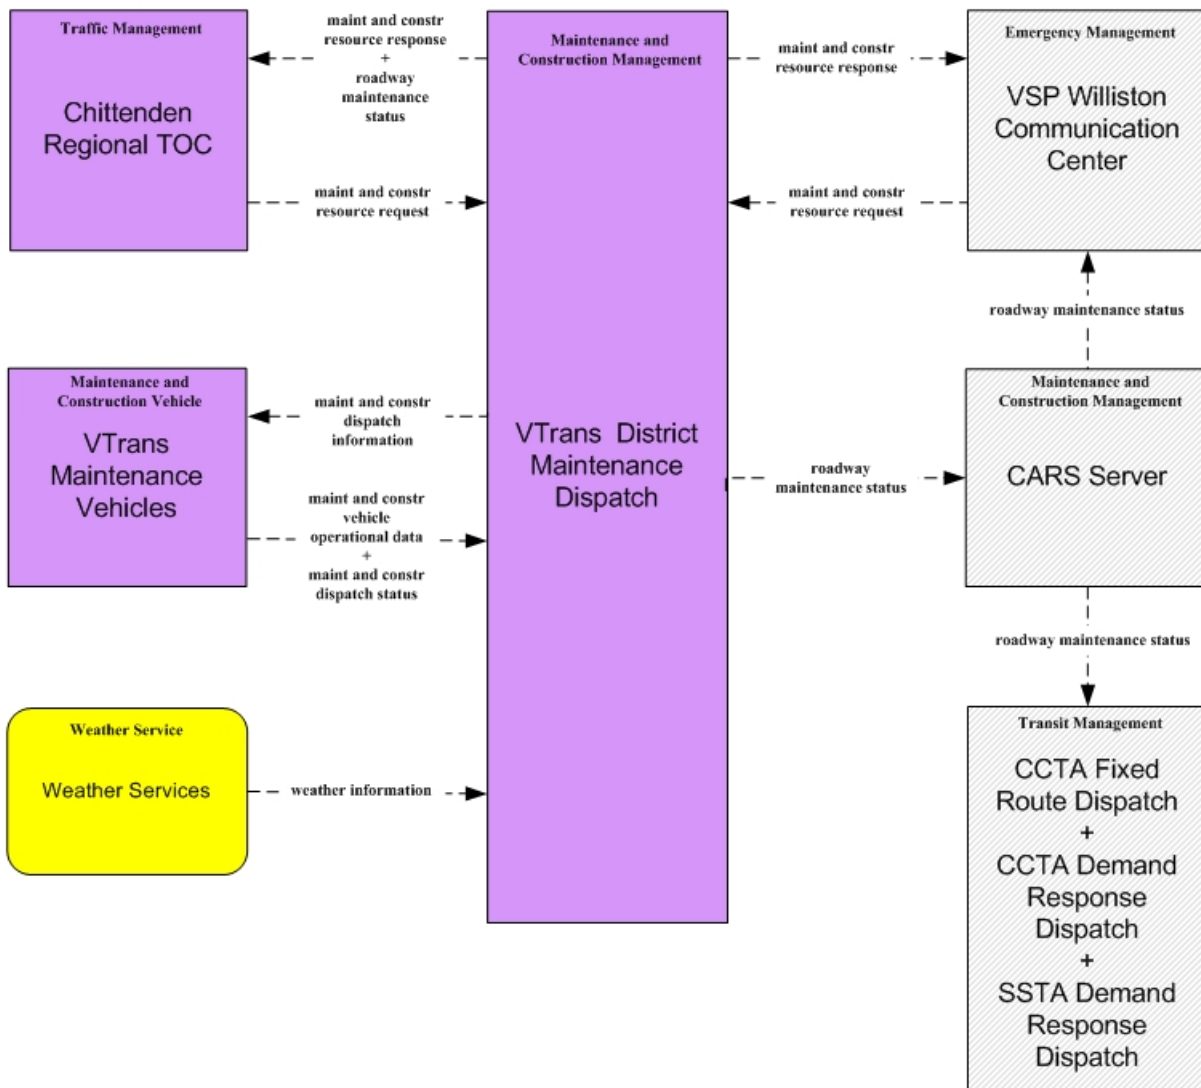 Traffic Management
Chittenden
Regional TOC
maint and constr
resource response
+
roadway
maintenance
status
maint and constr
resource request
Maintenance and
Construction Management
VTrans District
Maintenance
Dispatch
maint and constr
resource response
maint and constr
resource request
Emergency Management
VSP Williston
Communication
Center
roadway maintenance status
Maintenance and
Construction Vehicle
VTrans
Maintenance
Vehicles
maint and constr
dispatch
information
maint and constr
vehicle
operational data
+
maint and constr
dispatch status
roadway
maintenance status
Maintenance and
Construction Management
CARS Server
roadway maintenance status
Weather Service
Weather Services
weather information
Transit Management
CCTA Fixed
Route Dispatch
+
CCTA Demand
Response
Dispatch
+
SSTA Demand
Response
Dispatch